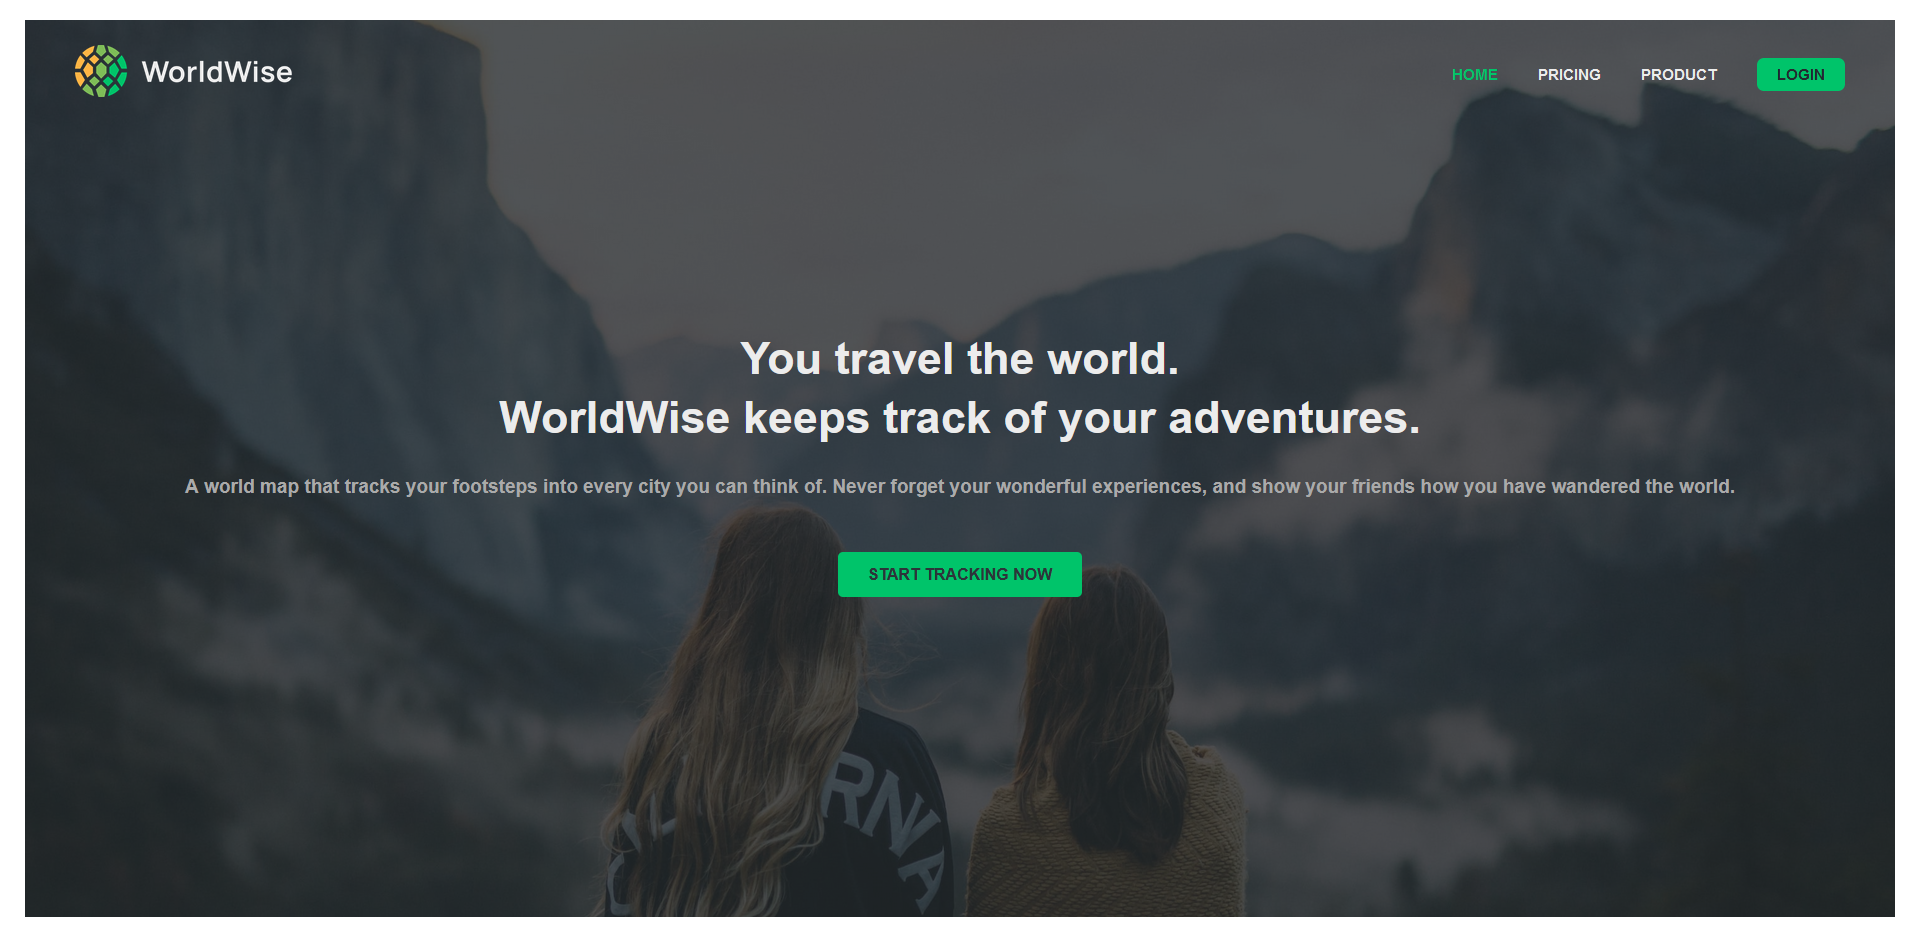 WorldWise
HOME PRICING PRODUCT LOGIN
You travel the world.
WorldWise keeps track of your adventures.
A world map that tracks your footsteps into every city you can think of. Never forget your wonderful experiences, and show your friends how you have wandered the world.
START TRACKING NOW
RNA